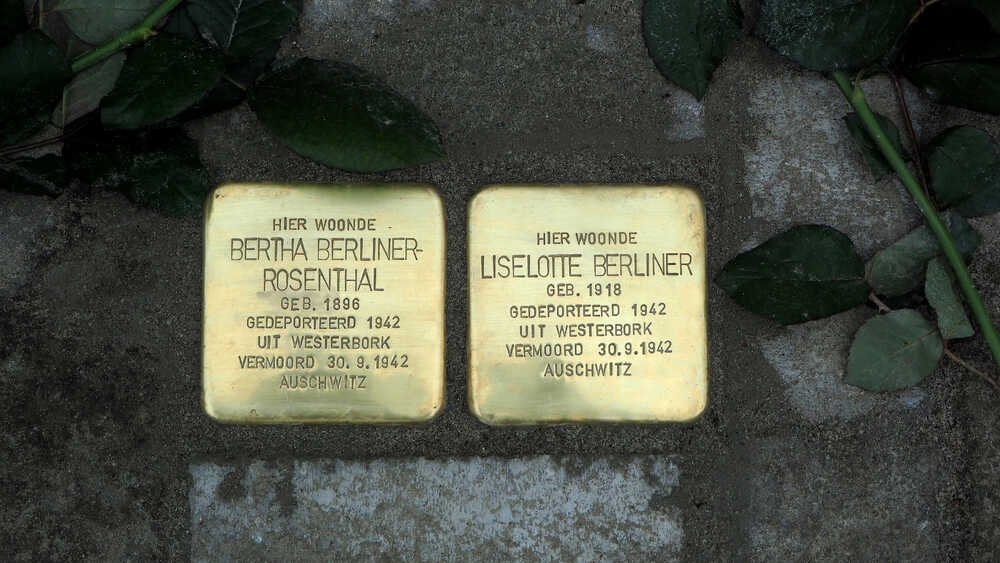 HIER WOONDE
BERTHA BERLINER-
ROSENTHAL
GEB. 1896
GEDEPORTEERD 1942
UIT WESTERBORK
VERMOORD 30.9.1942
AUSCHWITZ
HIER WOONDE
LISELOTTE BERLINER
GEB. 1918
GEDEPORTEERD 1942
UIT WESTERBORK
VERMOORD 30.9.1942
AUSCHWITZ